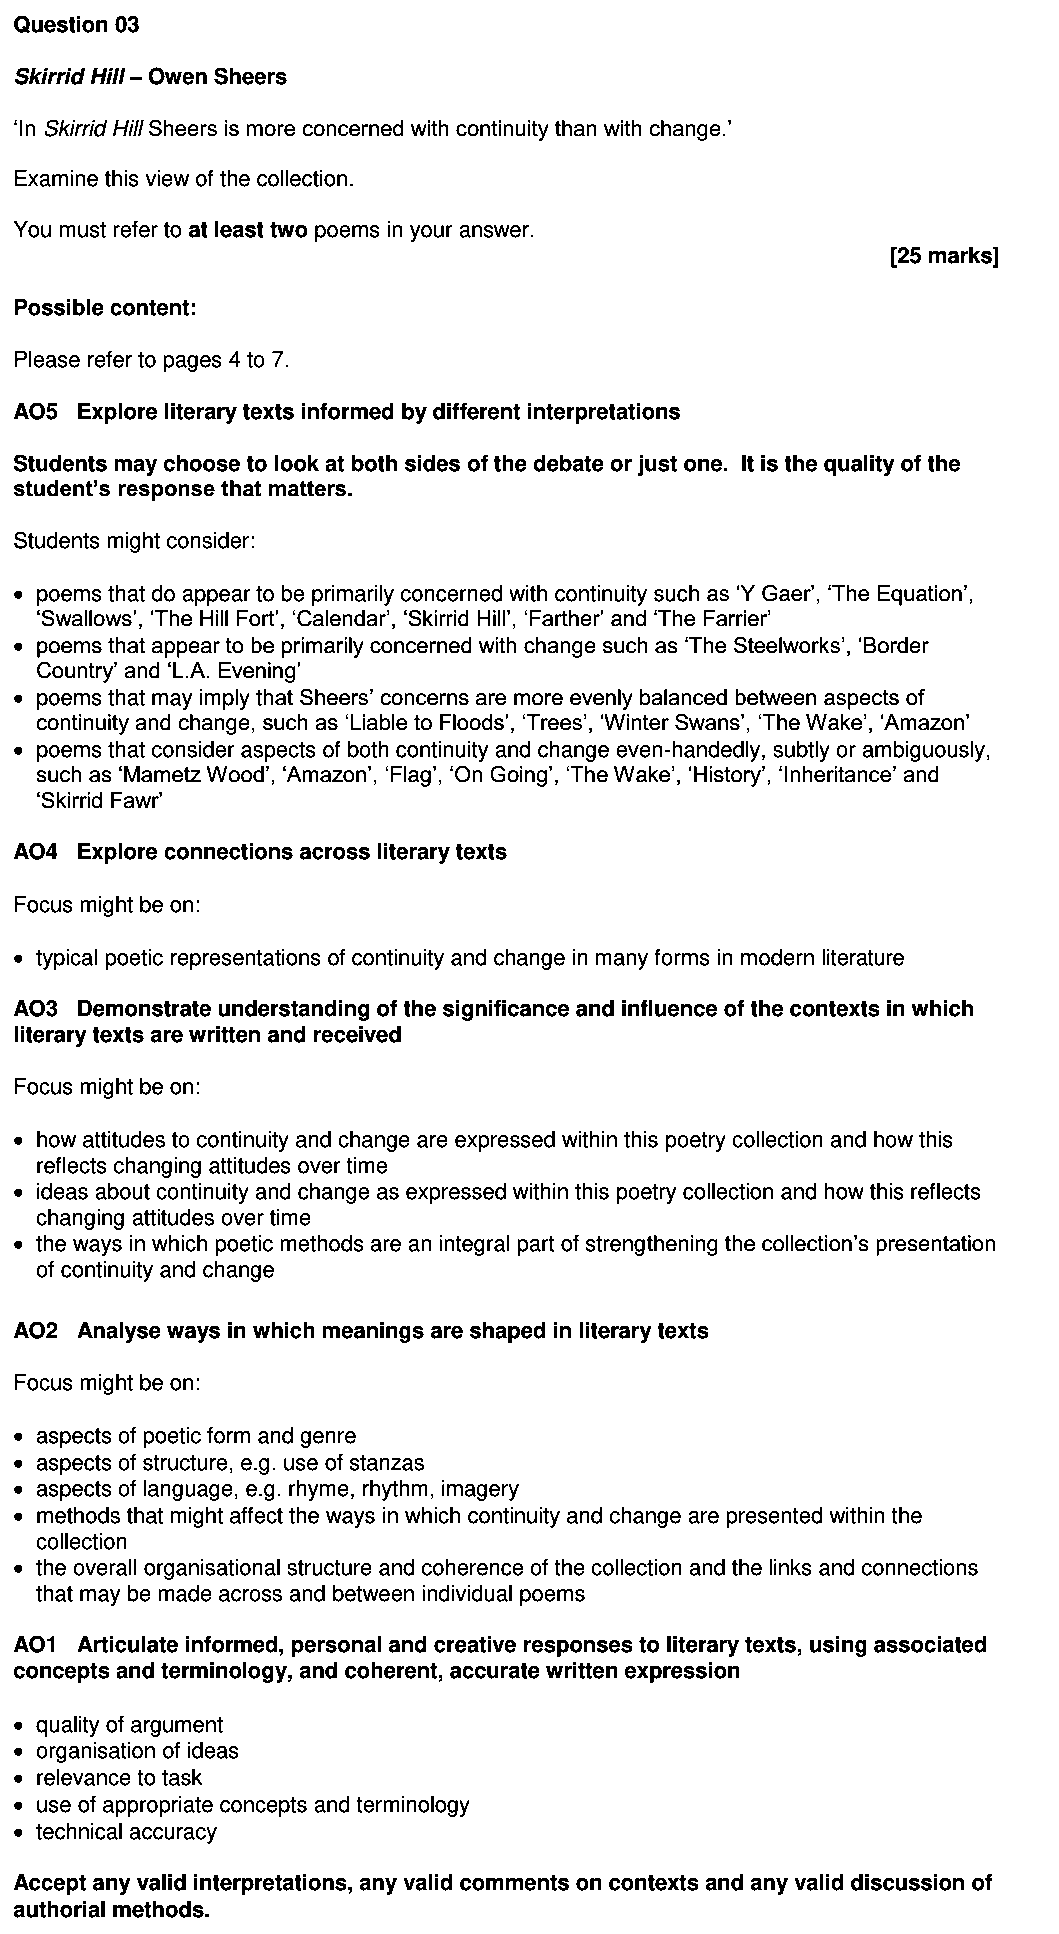 Question 03
Skirrid Hill – Owen Sheers
‘In Skirrid Hill Sheers is more concerned with continuity than with change.’
Examine this view of the collection.
You must refer to at least two poems in your answer.
[25 marks]
Possible content:
Please refer to pages 4 to 7.
AO5 Explore literary texts informed by different interpretations
Students may choose to look at both sides of the debate or just one. It is the quality of the
student’s response that matters.
Students might consider:
• poems that do appear to be primarily concerned with continuity such as ‘Y Gaer’, ‘The Equation’,
‘Swallows’, ‘The Hill Fort’, ‘Calendar’, ‘Skirrid Hill’, ‘Farther’ and ‘The Farrier’
• poems that appear to be primarily concerned with change such as ‘The Steelworks’, ‘Border
Country’ and ‘L.A. Evening’
• poems that may imply that Sheers’ concerns are more evenly balanced between aspects of
continuity and change, such as ‘Liable to Floods’, ‘Trees’, ‘Winter Swans’, ‘The Wake’, ‘Amazon’
• poems that consider aspects of both continuity and change even-handedly, subtly or ambiguously,
such as ‘Mametz Wood’, ‘Amazon’, ‘Flag’, ‘On Going’, ‘The Wake’, ‘History’, ‘Inheritance’ and
‘Skirrid Fawr’
AO4 Explore connections across literary texts
Focus might be on:
• typical poetic representations of continuity and change in many forms in modern literature
AO3 Demonstrate understanding of the significance and influence of the contexts in which
literary texts are written and received
Focus might be on:
• how attitudes to continuity and change are expressed within this poetry collection and how this
reflects changing attitudes over time
• ideas about continuity and change as expressed within this poetry collection and how this reflects
changing attitudes over time
• the ways in which poetic methods are an integral part of strengthening the collection’s presentation
of continuity and change
AO2 Analyse ways in which meanings are shaped in literary texts
Focus might be on:
• aspects of poetic form and genre
• aspects of structure, e.g. use of stanzas
• aspects of language, e.g. rhyme, rhythm, imagery
• methods that might affect the ways in which continuity and change are presented within the
collection
• the overall organisational structure and coherence of the collection and the links and connections
that may be made across and between individual poems
AO1 Articulate informed, personal and creative responses to literary texts, using associated
concepts and terminology, and coherent, accurate written expression
• quality of argument
• organisation of ideas
• relevance to task
• use of appropriate concepts and terminology
• technical accuracy
Accept any valid interpretations, any valid comments on contexts and any valid discussion of
authorial methods.